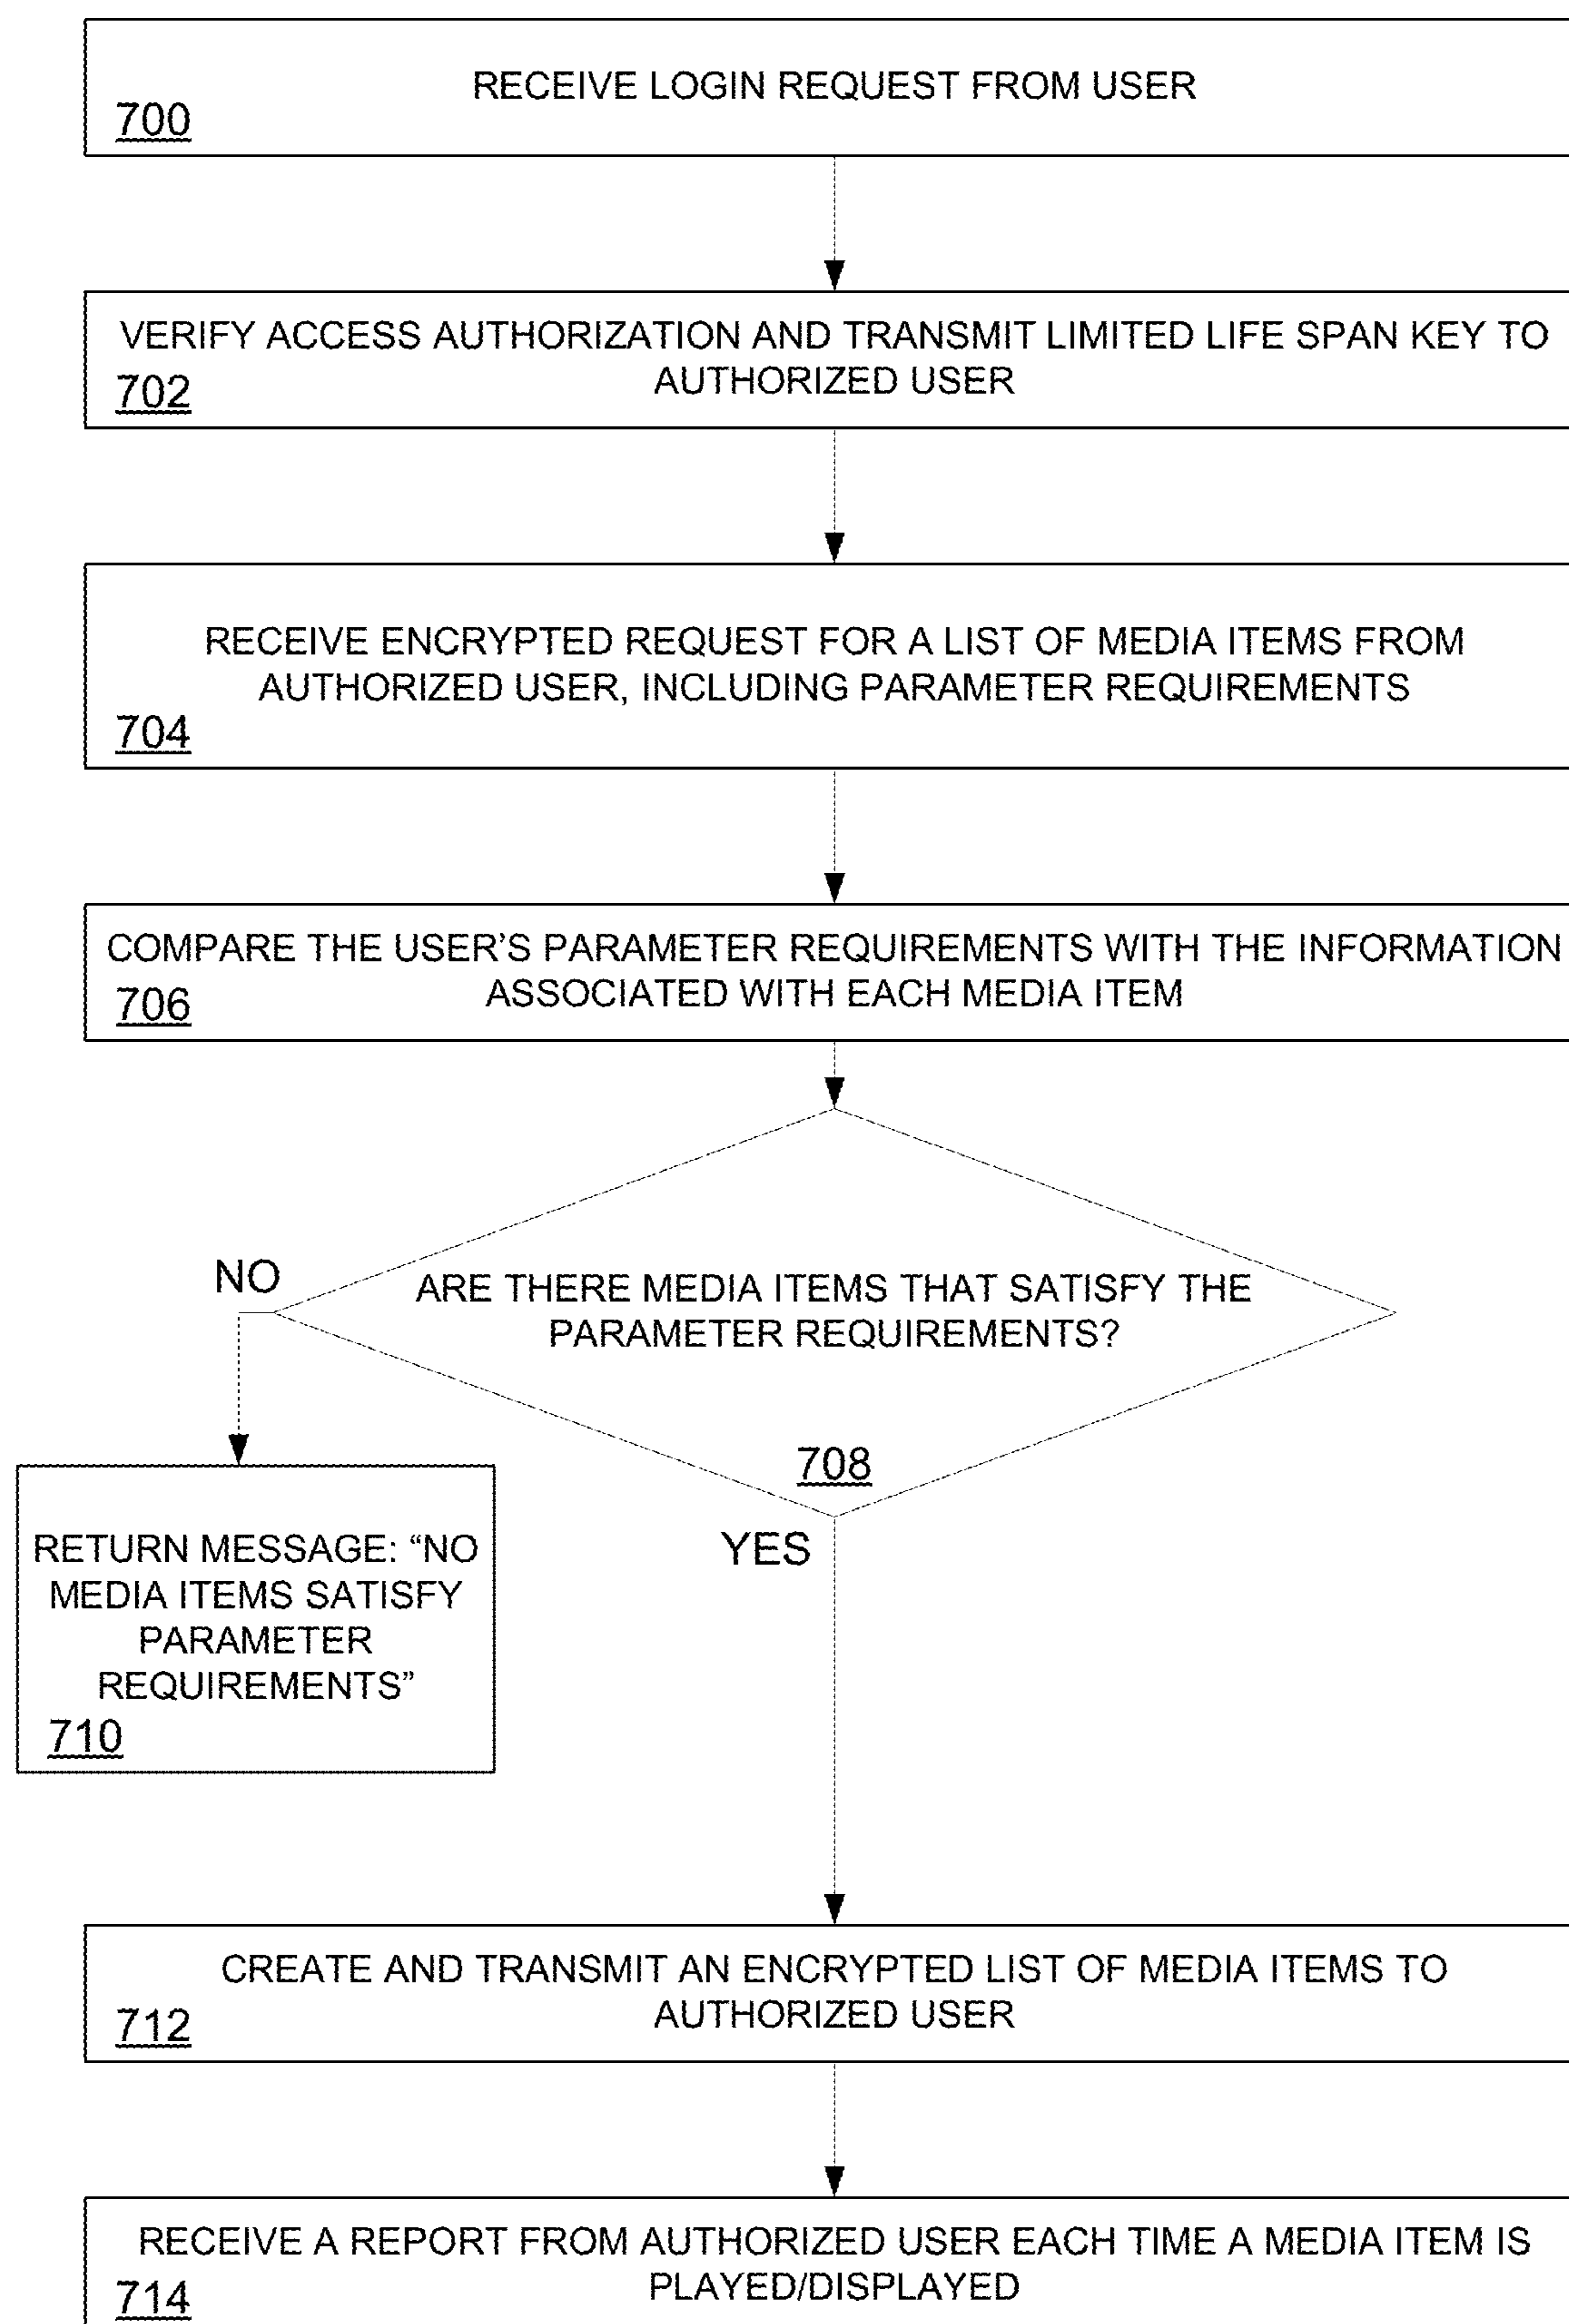 RECEIVE LOGIN REQUEST FROM USER
700
VERIFY ACCESS AUTHORIZATION AND TRANSMIT LIMITED LIFE SPAN KEY TO
AUTHORIZED USER
702
RECEIVE ENCRYPTED REQUEST FOR A LIST OF MEDIA ITEMS FROM
AUTHORIZED USER, INCLUDING PARAMETER REQUIREMENTS
704
COMPARE THE USER’S PARAMETER REQUIREMENTS WITH THE INFORMATION
ASSOCIATED WITH EACH MEDIA ITEM
706
NO
ARE THERE MEDIA ITEMS THAT SATISFY THE
PARAMETER REQUIREMENTS?
708
YES
RETURN MESSAGE: “NO
MEDIA ITEMS SATISFY
PARAMETER
REQUIREMENTS”
710
CREATE AND TRANSMIT AN ENCRYPTED LIST OF MEDIA ITEMS TO
AUTHORIZED USER
712
RECEIVE A REPORT FROM AUTHORIZED USER EACH TIME A MEDIA ITEM IS
PLAYED/DISPLAYED
714